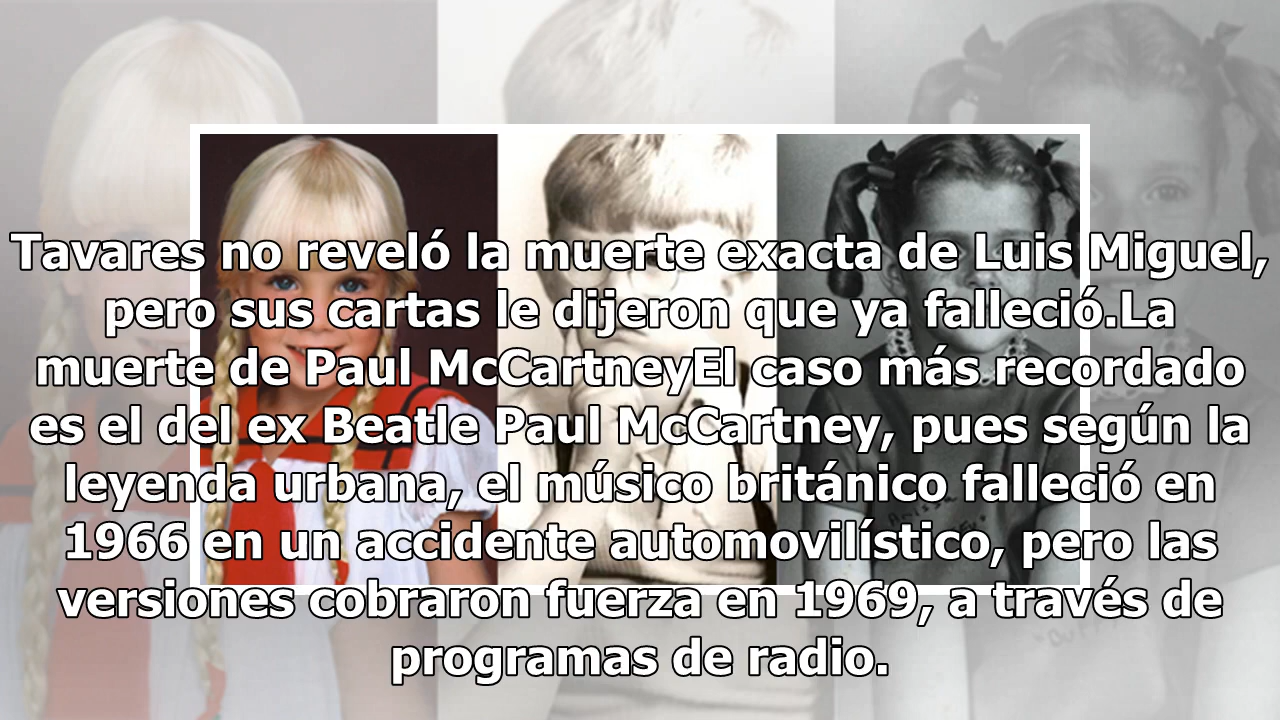 Tavares no reveló la muerte exacta de Luis Miguel,
pero sus cartas le dijeron que ya falleció.La
muerte de Paul McCartneyEl caso más recordado
es el del ex Beatle Paul McCartney, pues según la
leyenda urbana, el músico británico falleció en
1966 en un accidente automovilístico, pero las
versiones cobraron fuerza en 1969, a través de
programas de radio.